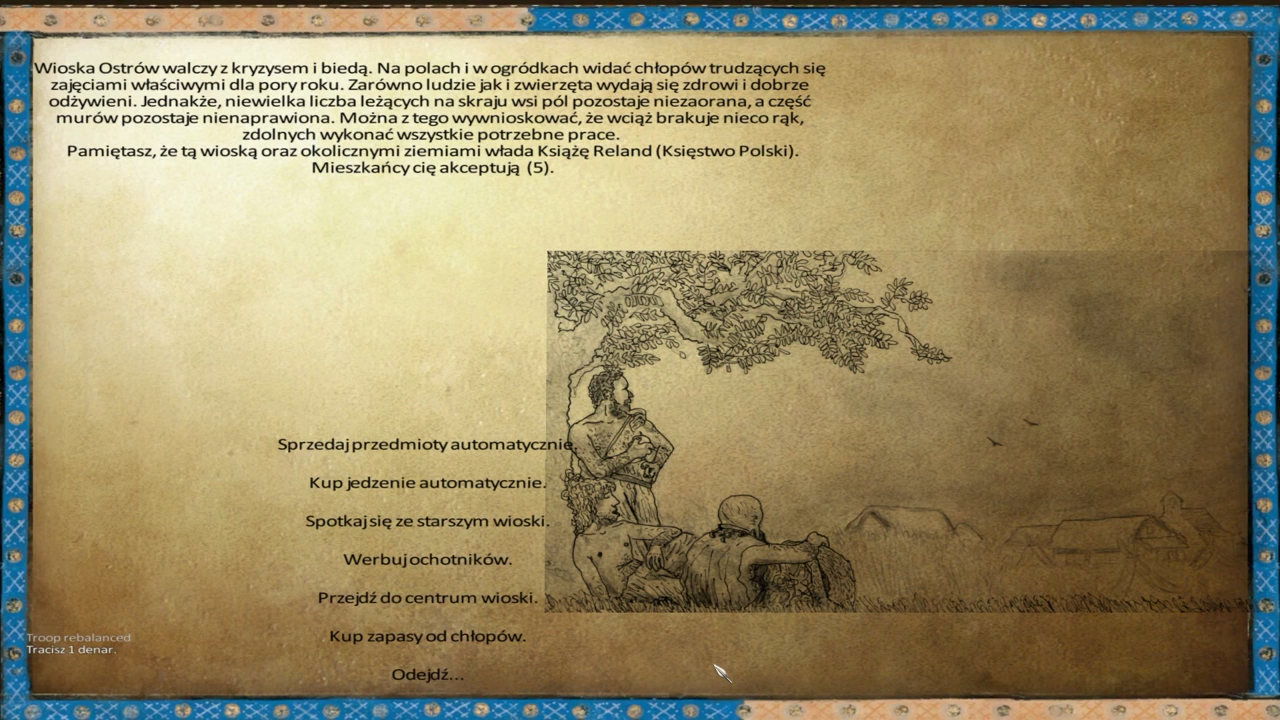 Wioska Ostrów walczy z kryzysem i biedą. Na polach i w ogródkach widać chłopów trudzących się
zajęciami właściwymi dla pory roku. Zarówno ludzie jak i zwierzęta wydają się zdrowi i dobrze
odżywieni. Jednakże, niewielka liczba leżących na skraju wsi pól pozostaje niezaorana, a część
murów pozostaje nienaprawiona. Można z tego wywnioskować, że wciąż brakuje nieco rąk,
zdolnych wykonać wszystkie potrzebne prace.
Pamiętasz, że tą wioską oraz okolicznymi ziemiami włada Książę Reland (Księstwo Polski).
Mieszkańcy cię akceptują (5).
Sprzedaj przedmioty automatycznie.
Kup jedzenie automatycznie.
Spotkaj się ze starszym wioski.
Werbuj ochotników.
Przejdź do centrum wioski.
Kup zapasy od chłopów.
Odejdź...
Troop rebalanced.
Tracisz 1 denar.